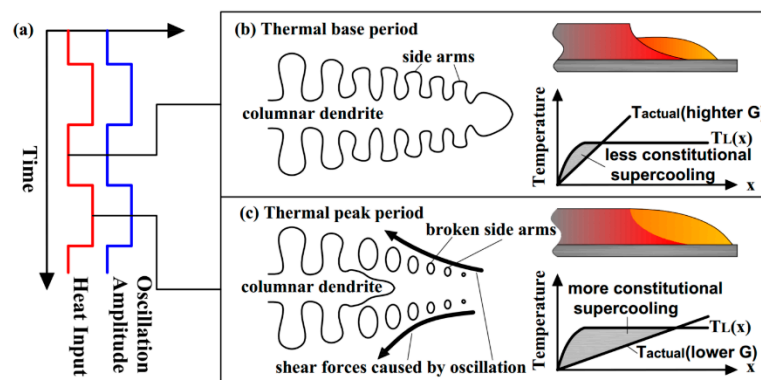 (a)
Time
Heat Input
Oscillation
Amplitude
(b) Thermal base period
side arms
columnar dendrite
Temperature
Tactual(highter G)
TL(x)
less constitutional
supercooling
x
(c) Thermal peak period
broken side arms
columnar dendrite
shear forces caused by oscillation
Temperature
more constitutional
supercooling
TL(x)
Tactual(lower G)
x